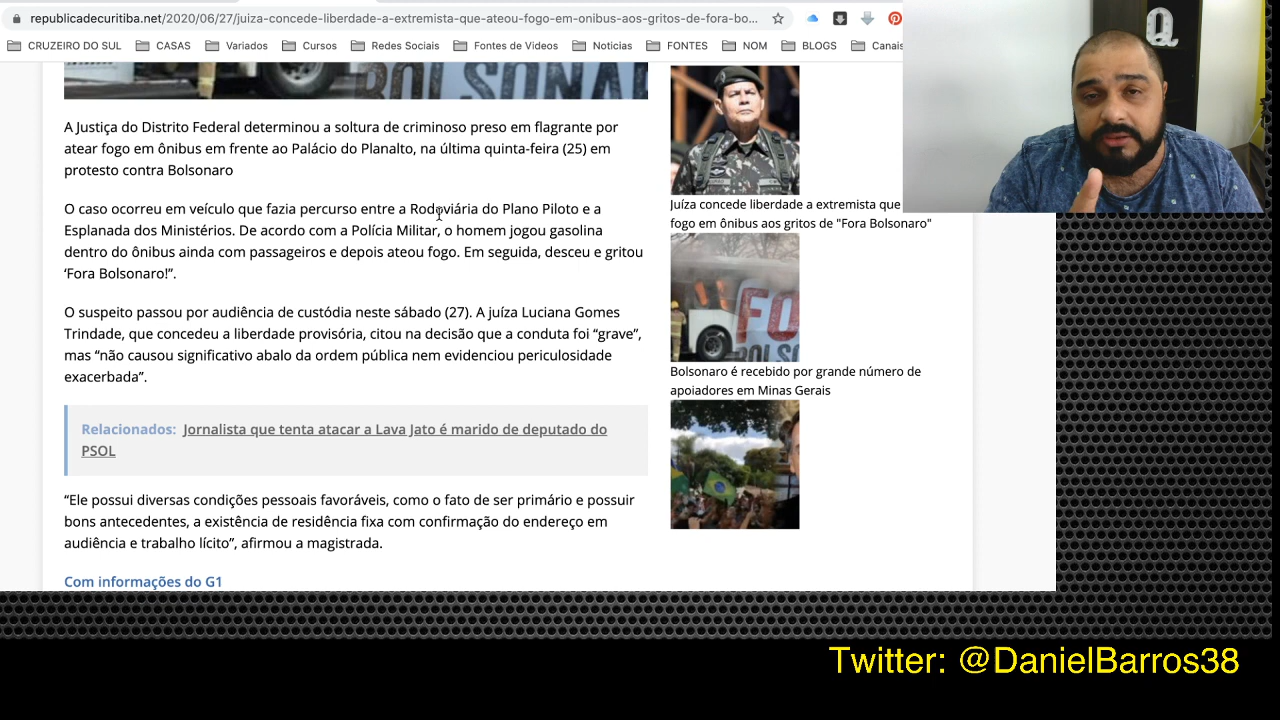 republicadecuritiba.net/2020/06/27/juiza-concede-liberdade-a-extremista-que-ateou-fogo-em-onibus-aos-gritos-de-fora-bo...
CRUZEIRO DO SUL CASAS Variados Cursos Redes Sociais Fontes de Videos Noticias FONTES NOM BLOGS Canais
Q
BOLSONA
A Justiça do Distrito Federal determinou a soltura de criminoso preso em flagrante por
atear fogo em ônibus em frente ao Palácio do Planalto, na última quinta-feira (25) em
protesto contra Bolsonaro
O caso ocorreu em veículo que fazia percurso entre a Rodoviária do Plano Piloto e a
Esplanada dos Ministérios. De acordo com a Polícia Militar, o homem jogou gasolina
dentro do ônibus ainda com passageiros e depois ateou fogo. Em seguida, desceu e gritou
‘Fora Bolsonaro!”.
O suspeito passou por audiência de custódia neste sábado (27). A juíza Luciana Gomes
Trindade, que concedeu a liberdade provisória, citou na decisão que a conduta foi “grave”,
mas “não causou significativo abalo da ordem pública nem evidenciou periculosidade
exacerbada”.
Relacionados: Jornalista que tenta atacar a Lava Jato é marido de deputado do
PSOL
“Ele possui diversas condições pessoais favoráveis, como o fato de ser primário e possuir
bons antecedentes, a existência de residência fixa com confirmação do endereço em
audiência e trabalho lícito”, afirmou a magistrada.
Com informações do G1
Juíza concede liberdade a extremista que
fogo em ônibus aos gritos de "Fora Bolsonaro"
FO
BOLSO
Bolsonaro é recebido por grande número de
apoiadores em Minas Gerais
Twitter: @DanielBarros38